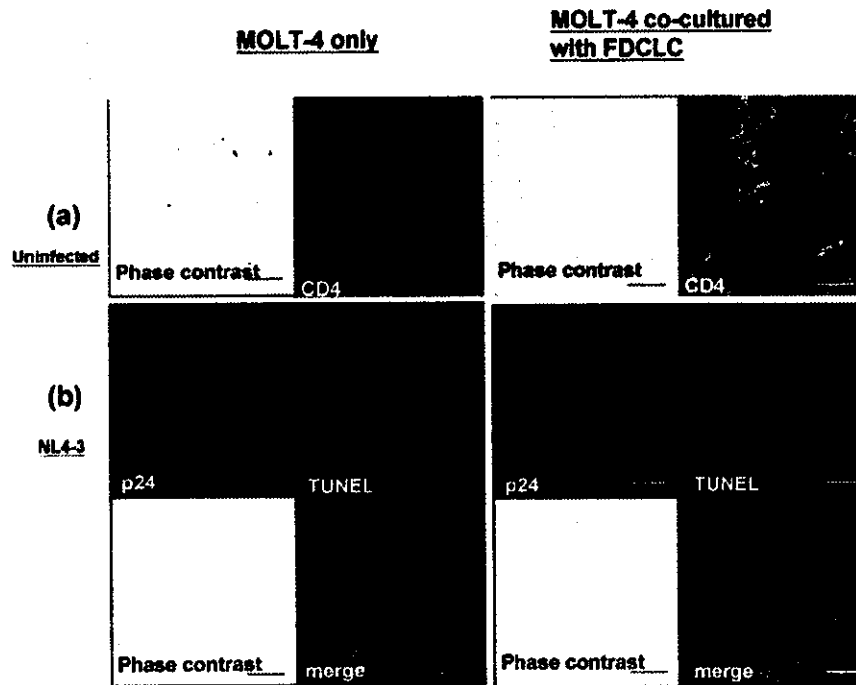 MOLT-4 only
MOLT-4 co-cultured
with FDCLC
(a)
Uninfected
Phase contrast
CD4
Phase contrast
CD4
(b)
NL4-3
p24
TUNEL
p24
TUNEL
Phase contrast
merge
Phase contrast
merge